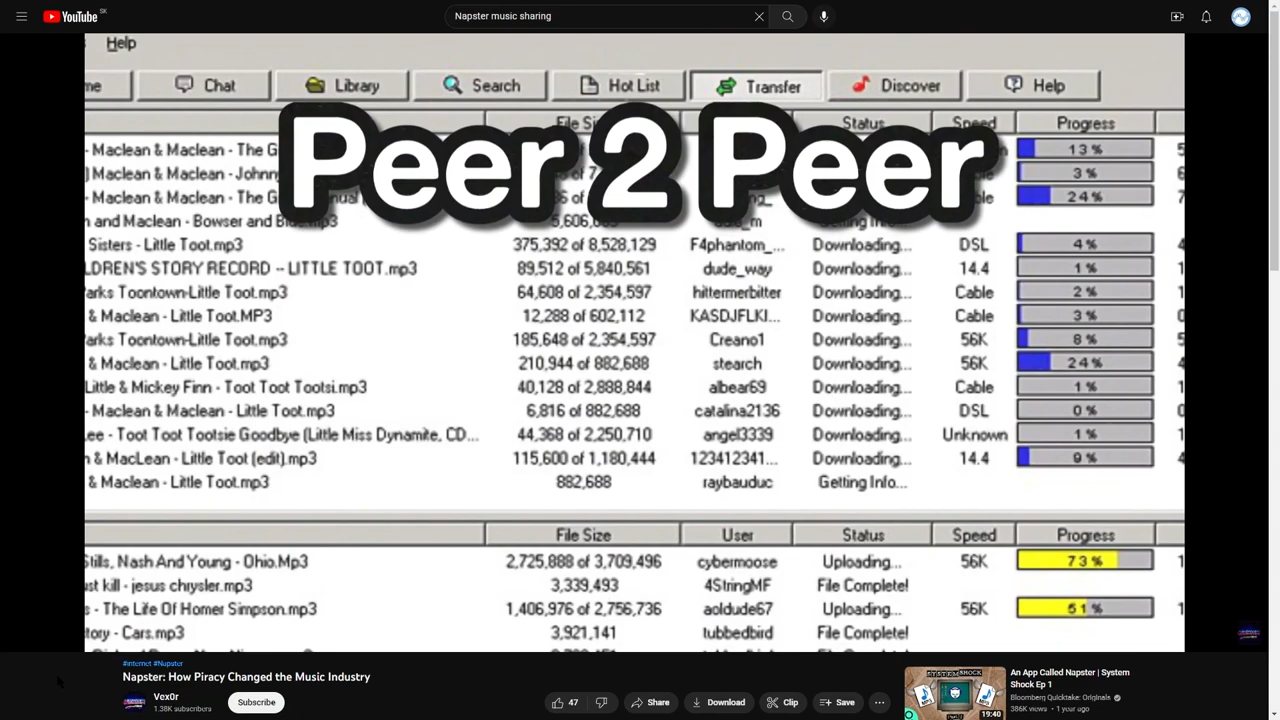 YouTube SK
Napster music sharing
Help
me Chat Library Search Hot List Transfer Discover Help
Peer 2 Peer
File Status Speed Progress
- Maclean & Maclean - The G 13%
] Maclean & Maclean - Johnn 3%
24%
n and Maclean - Bowser and Getting Info...
Sisters - Little Toot.mp3 375,392 of 8,528,129 F4phantom_... Downloading... DSL 4%
LDREN'S STORY RECORD -- LITTLE TOOT.mp3 89,512 of 5,840,561 dude_way Downloading... 14.4 1%
arks Toontown-Little Toot.mp3 64,608 of 2,354,597 hittermerbitter Downloading... Cable 2%
& Maclean - Little Toot.MP3 12,288 of 602,112 KASDJFLKJ... Downloading... Cable 3%
arks Toontown-Little Toot.mp3 185,648 of 2,354,597 Creano1 Downloading... 56K 8%
& Maclean - Little Toot.mp3 210,944 of 882,688 stearch Downloading... 56K 24%
Little & Mickey Finn - Toot Toot Tootsi.mp3 40,128 of 2,888,844 albear69 Downloading... Cable 1%
- Maclean & Maclean - Little Toot.mp3 6,816 of 882,688 catalina2136 Downloading... DSL 0%
ee - Toot Toot Tootsie Goodbye (Little Miss Dynamite, CD... 44,368 of 2,250,710 angel3339 Downloading... Unknown 1%
n & MacLean - Little Toot (edit).mp3 115,600 of 1,180,444 123412341... Downloading... 14.4 9%
& Maclean - Little Toot.mp3 882,688 raybauduc Getting Info...
File Size User Status Speed Progress
Stills, Nash And Young - Ohio.Mp3 2,725,888 of 3,709,496 cybermoose Uploading... 56K 73%
ust kill - jesus chrysler.mp3 3,339,493 4StringMF File Complete!
s - The Life Of Homer Simpson.mp3 1,406,976 of 2,756,736 aoldude67 Uploading... 56K 51%
tory - Cars.mp3 3,921,141 tubbedbird File Complete!
#internet #Napster
Napster: How Piracy Changed the Music Industry
Vex0r
1.38K subscribers
Subscribe
47 Share Download Clip Save
SYSTEM SHOCK
19:40
An App Called Napster | System
Shock Ep 1
Bloomberg Quicktake: Originals
386K views • 1 year ago